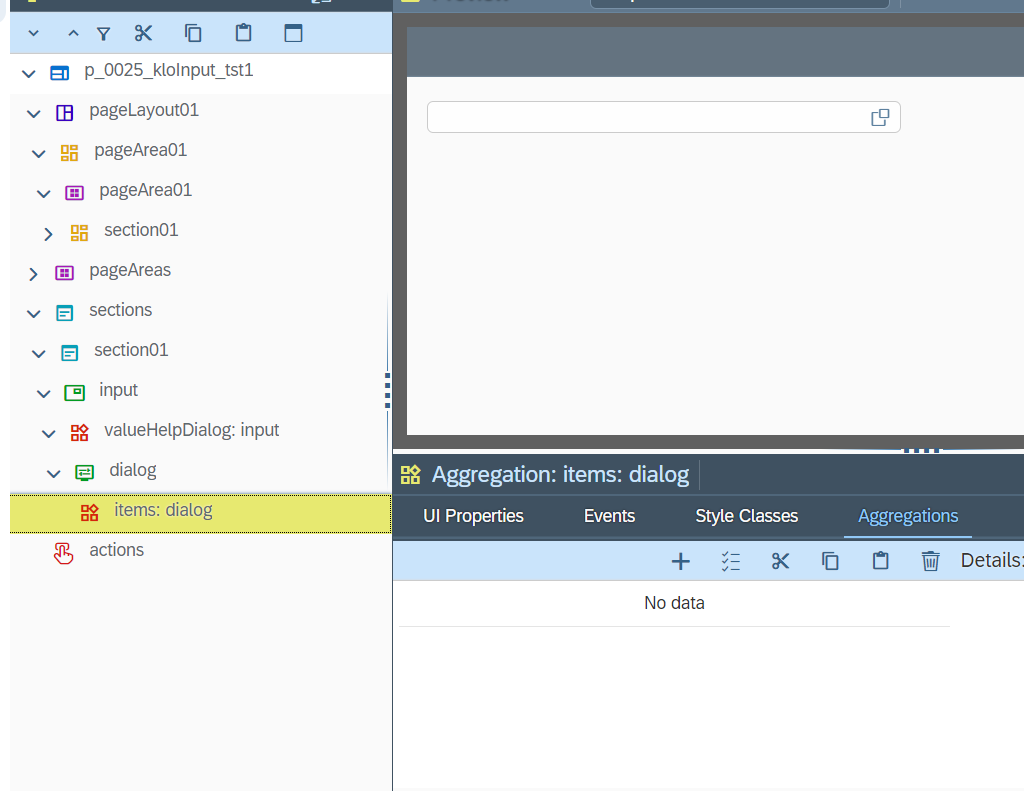 p_0025_kloInput_tst1
pageLayout01
pageArea01
pageArea01
section01
pageAreas
sections
section01
input
valueHelpDialog: input
dialog
items: dialog
actions
Aggregation: items: dialog
UI Properties Events Style Classes Aggregations
Details:
No data